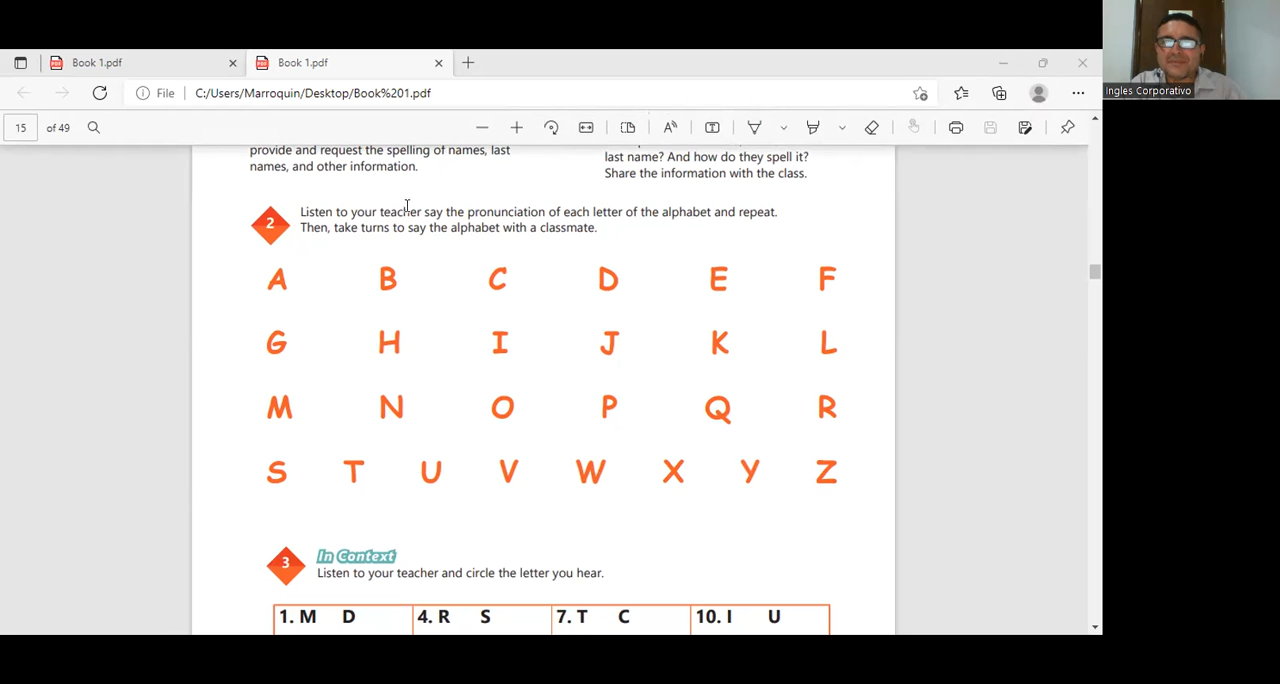 Book 1.pdf
Book 1.pdf
File C:/Users/Marroquin/Desktop/Book%201.pdf
Ingles Corporativo
15 of 49
provide and request the spelling of names, last
names, and other information.
last name? And how do they spell it?
Share the information with the class.
2 Listen to your teacher say the pronunciation of each letter of the alphabet and repeat.
Then, take turns to say the alphabet with a classmate.
A B C D E F
G H I J K L
M N O P Q R
S T U V W X Y Z
3 In Context
Listen to your teacher and circle the letter you hear.
1. M D 4. R S 7. T C 10. I U